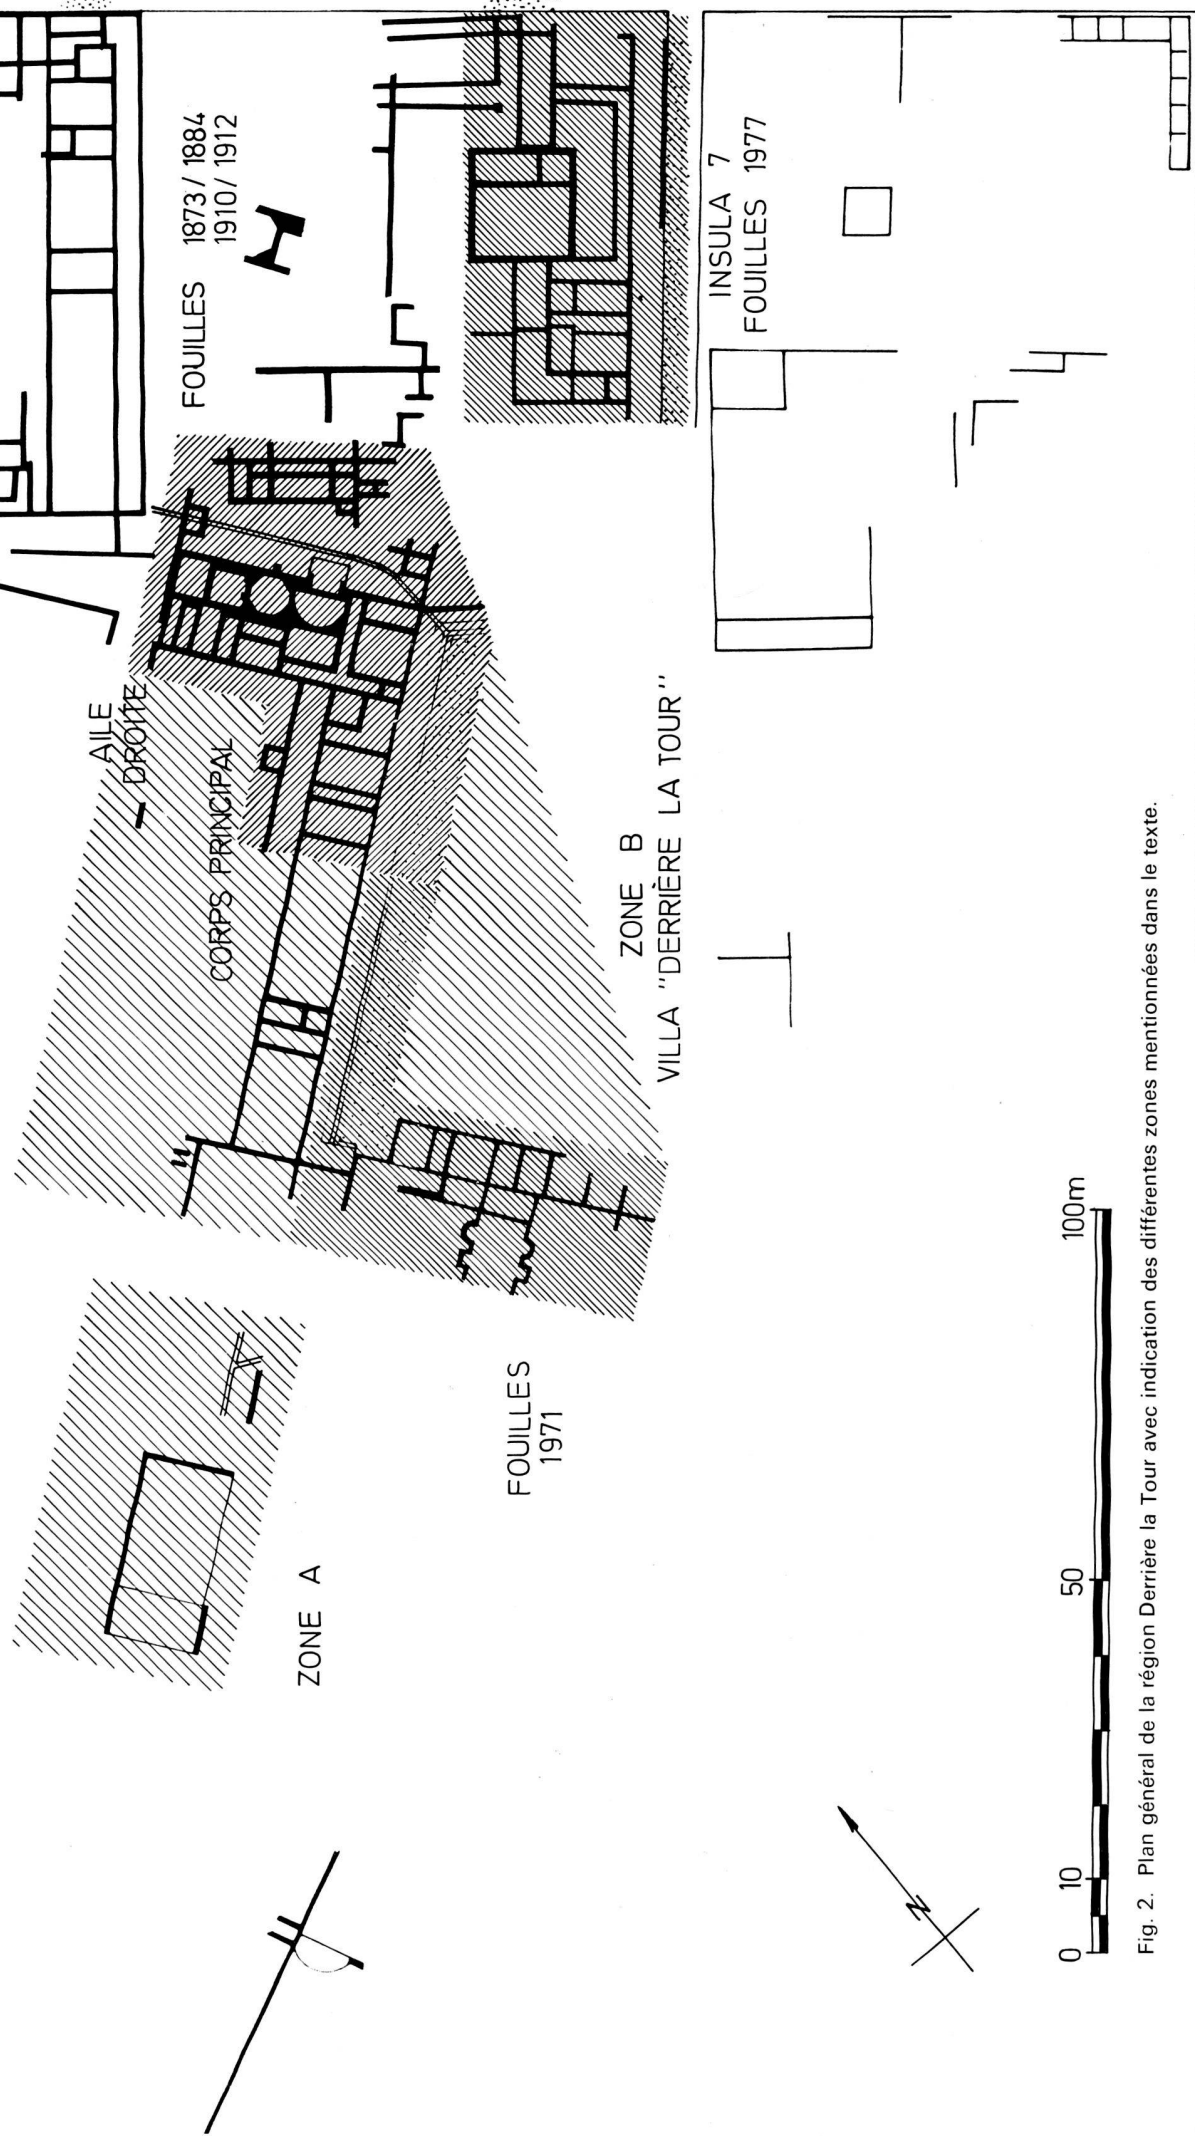 FOUILLES 1873/1884
1910/1912
AILE
DROITE
CORPS PRINCIPAL
INSULA 7
FOUILLES 1977
ZONE B
VILLA "DERRIÈRE LA TOUR"
FOUILLES
1971
ZONE A
N
0 10 50 100m
Fig. 2. Plan général de la région Derrière la Tour avec indication des différentes zones mentionnées dans le texte.